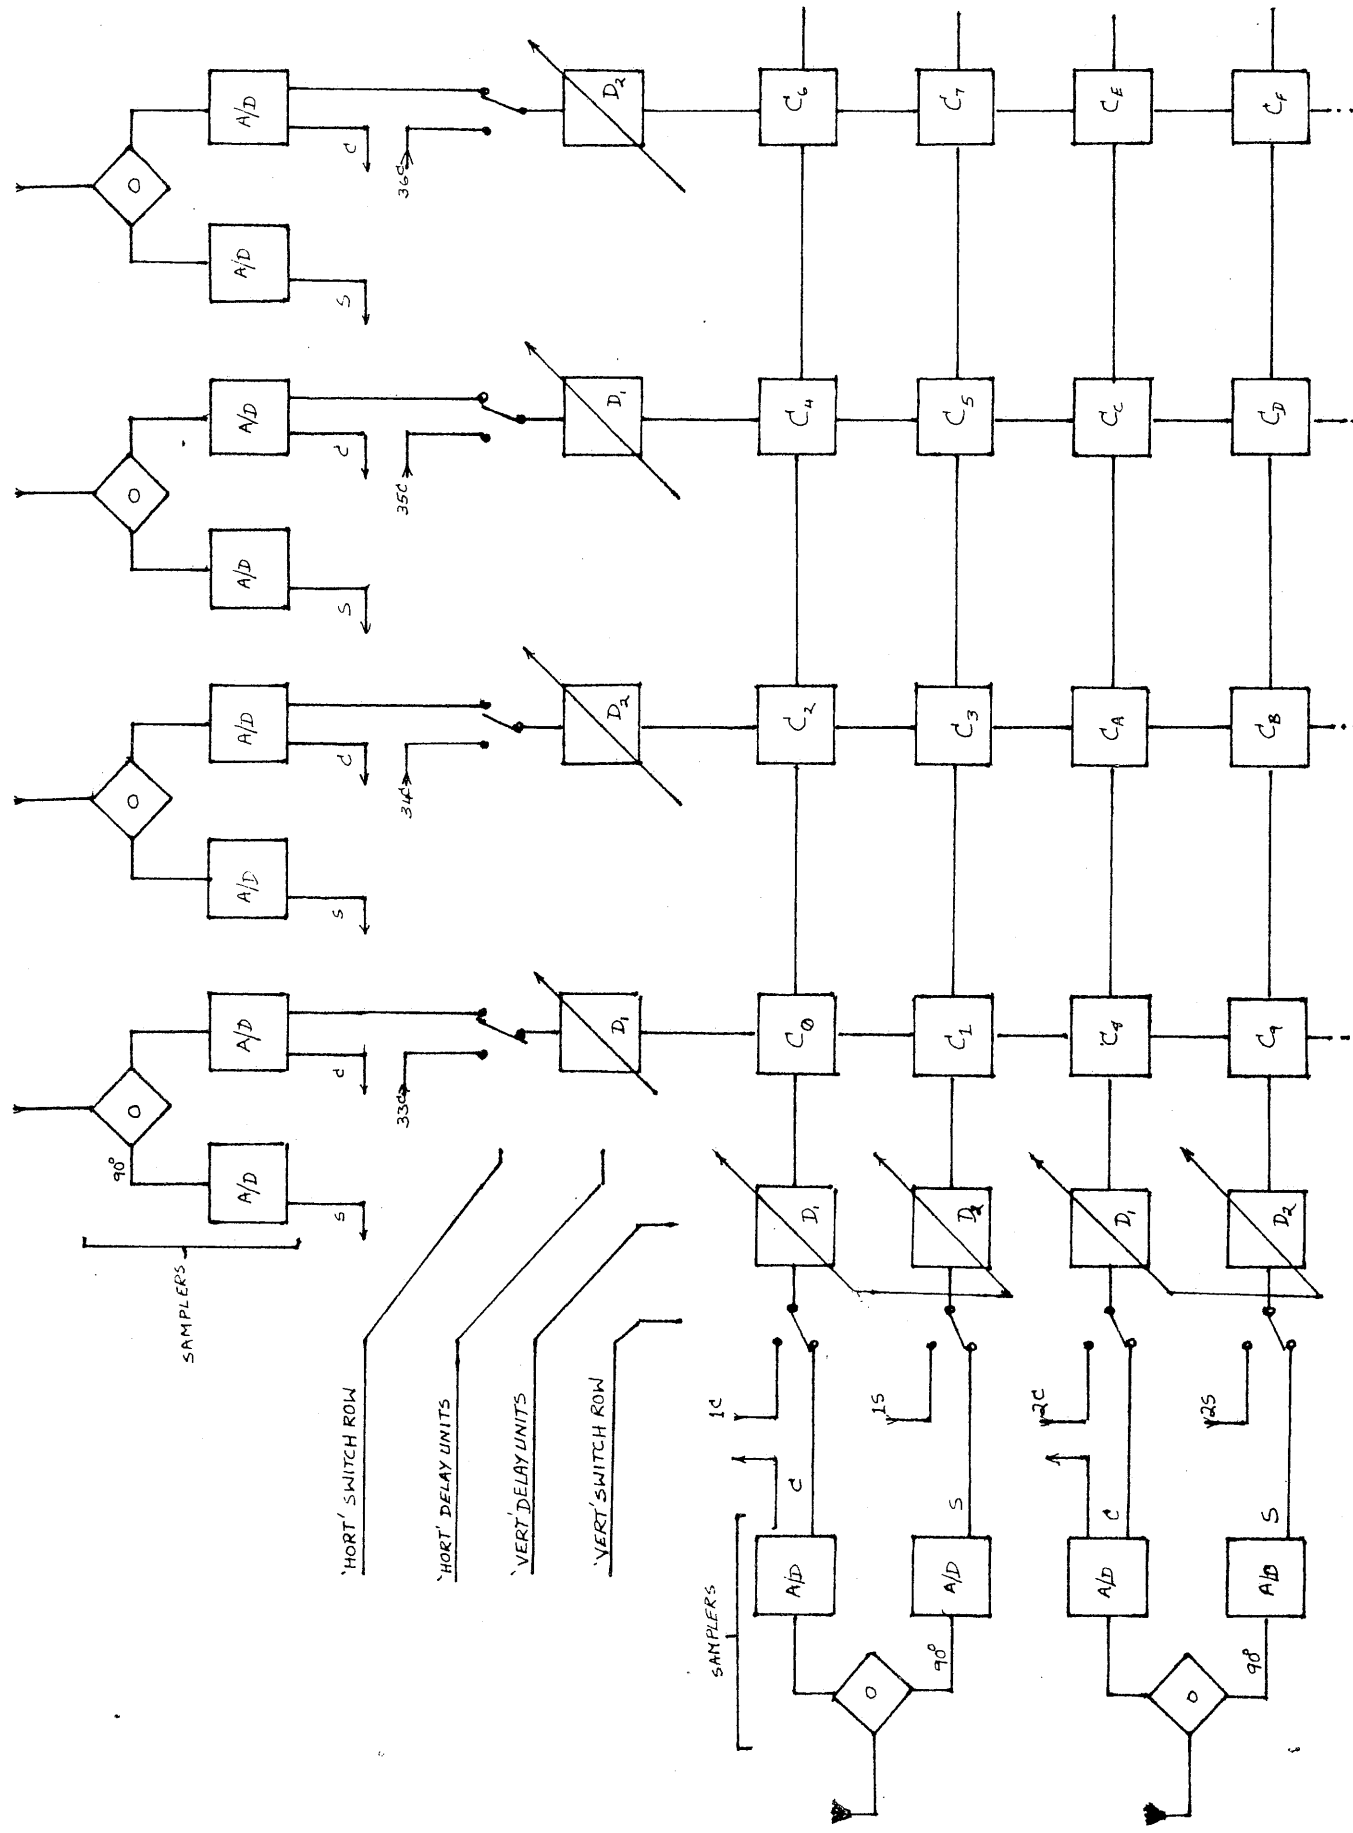 90°
O O O O
SAMPLERS
A/D A/D A/D A/D A/D A/D A/D A/D
S C S C S C S C
'HORT' SWITCH ROW
33C 34C 35C 36C
'HORT' DELAY UNITS
'VERT' DELAY UNITS
'VERT' SWITCH ROW
D1 D2 D1 D2
SAMPLERS
1C
A/D C D1 C0 C2 C4 C6
O
1S
90° A/D S D2 C1 C3 C5 C7
2C
A/D C D1 C8 CA CC CE
O
2S
90° A/D S D2 C9 CB CD CF